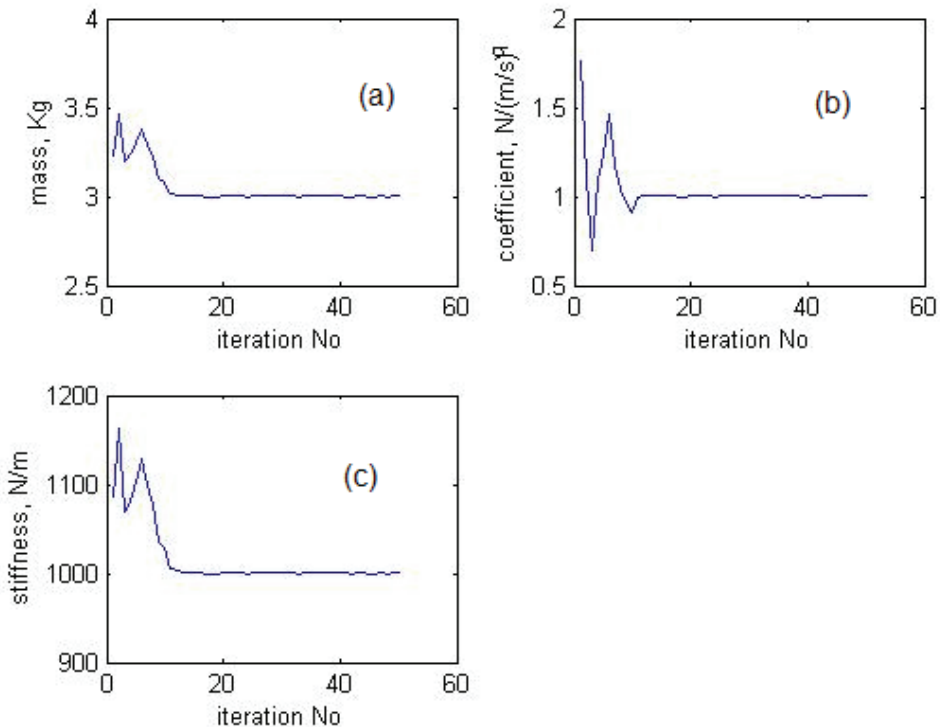 4
3.5
3
2.5
0 20 40 60
mass, Kg
iteration No
(a)
2
1.5
1
0.5
0 20 40 60
coefficient, N/(m/s)q
iteration No
(b)
1200
1100
1000
900
0 20 40 60
stiffness, N/m
iteration No
(c)